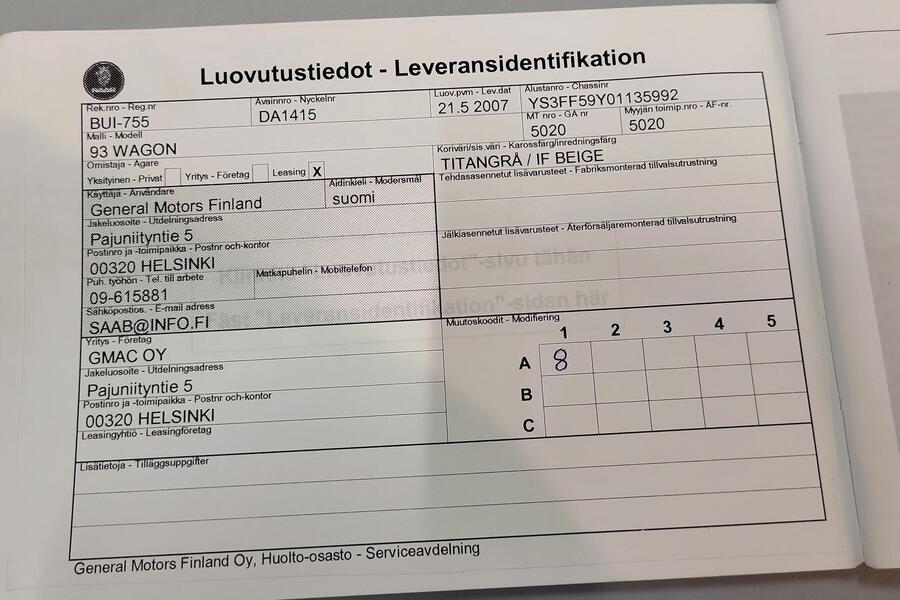 Luovutustiedot - Leveransidentifikation
SAAB
Rek.nro - Reg.nr
BUI-755
Avainnro - Nyckelnr
DA1415
Luov.pvm - Lev.dat
21.5 2007
Alustanro - Chassinr
YS3FF59Y01135992
Malli - Modell
93 WAGON
MT nro - GA nr
5020
Myyjän toimip.nro - ÅF-nr.
5020
Omistaja - Ägare
Yksityinen - Privat Yritys - Företag Leasing X
Koriväri/sis.väri - Karossfärg/inredningsfärg
TITANGRÅ / IF BEIGE
Käyttäjä - Användare
General Motors Finland
Äidinkieli - Modersmål
suomi
Tehdasasennetut lisävarusteet - Fabriksmonterad tillvalsutrustning
Jakeluosoite - Utdelningsadress
Pajuniityntie 5
Postinro ja -toimipaikka - Postnr och-kontor
00320 HELSINKI
Jälkiasennetut lisävarusteet - Återförsäljaremonterad tillvalsutrustning
Puh. työhön - Tel. till arbete
09-615881
Matkapuhelin - Mobiltelefon
Sähköpostios. - E-mail adress
SAAB@INFO.FI
Yritys - Företag
GMAC OY
Jakeluosoite - Utdelningsadress
Pajuniityntie 5
Postinro ja -toimipaikka - Postnr och-kontor
00320 HELSINKI
Leasingyhtiö - Leasingföretag
Muutoskoodit - Modifiering
1 2 3 4 5
A 8
B
C
Lisätietoja - Tilläggsuppgifter
General Motors Finland Oy, Huolto-osasto - Serviceavdelning